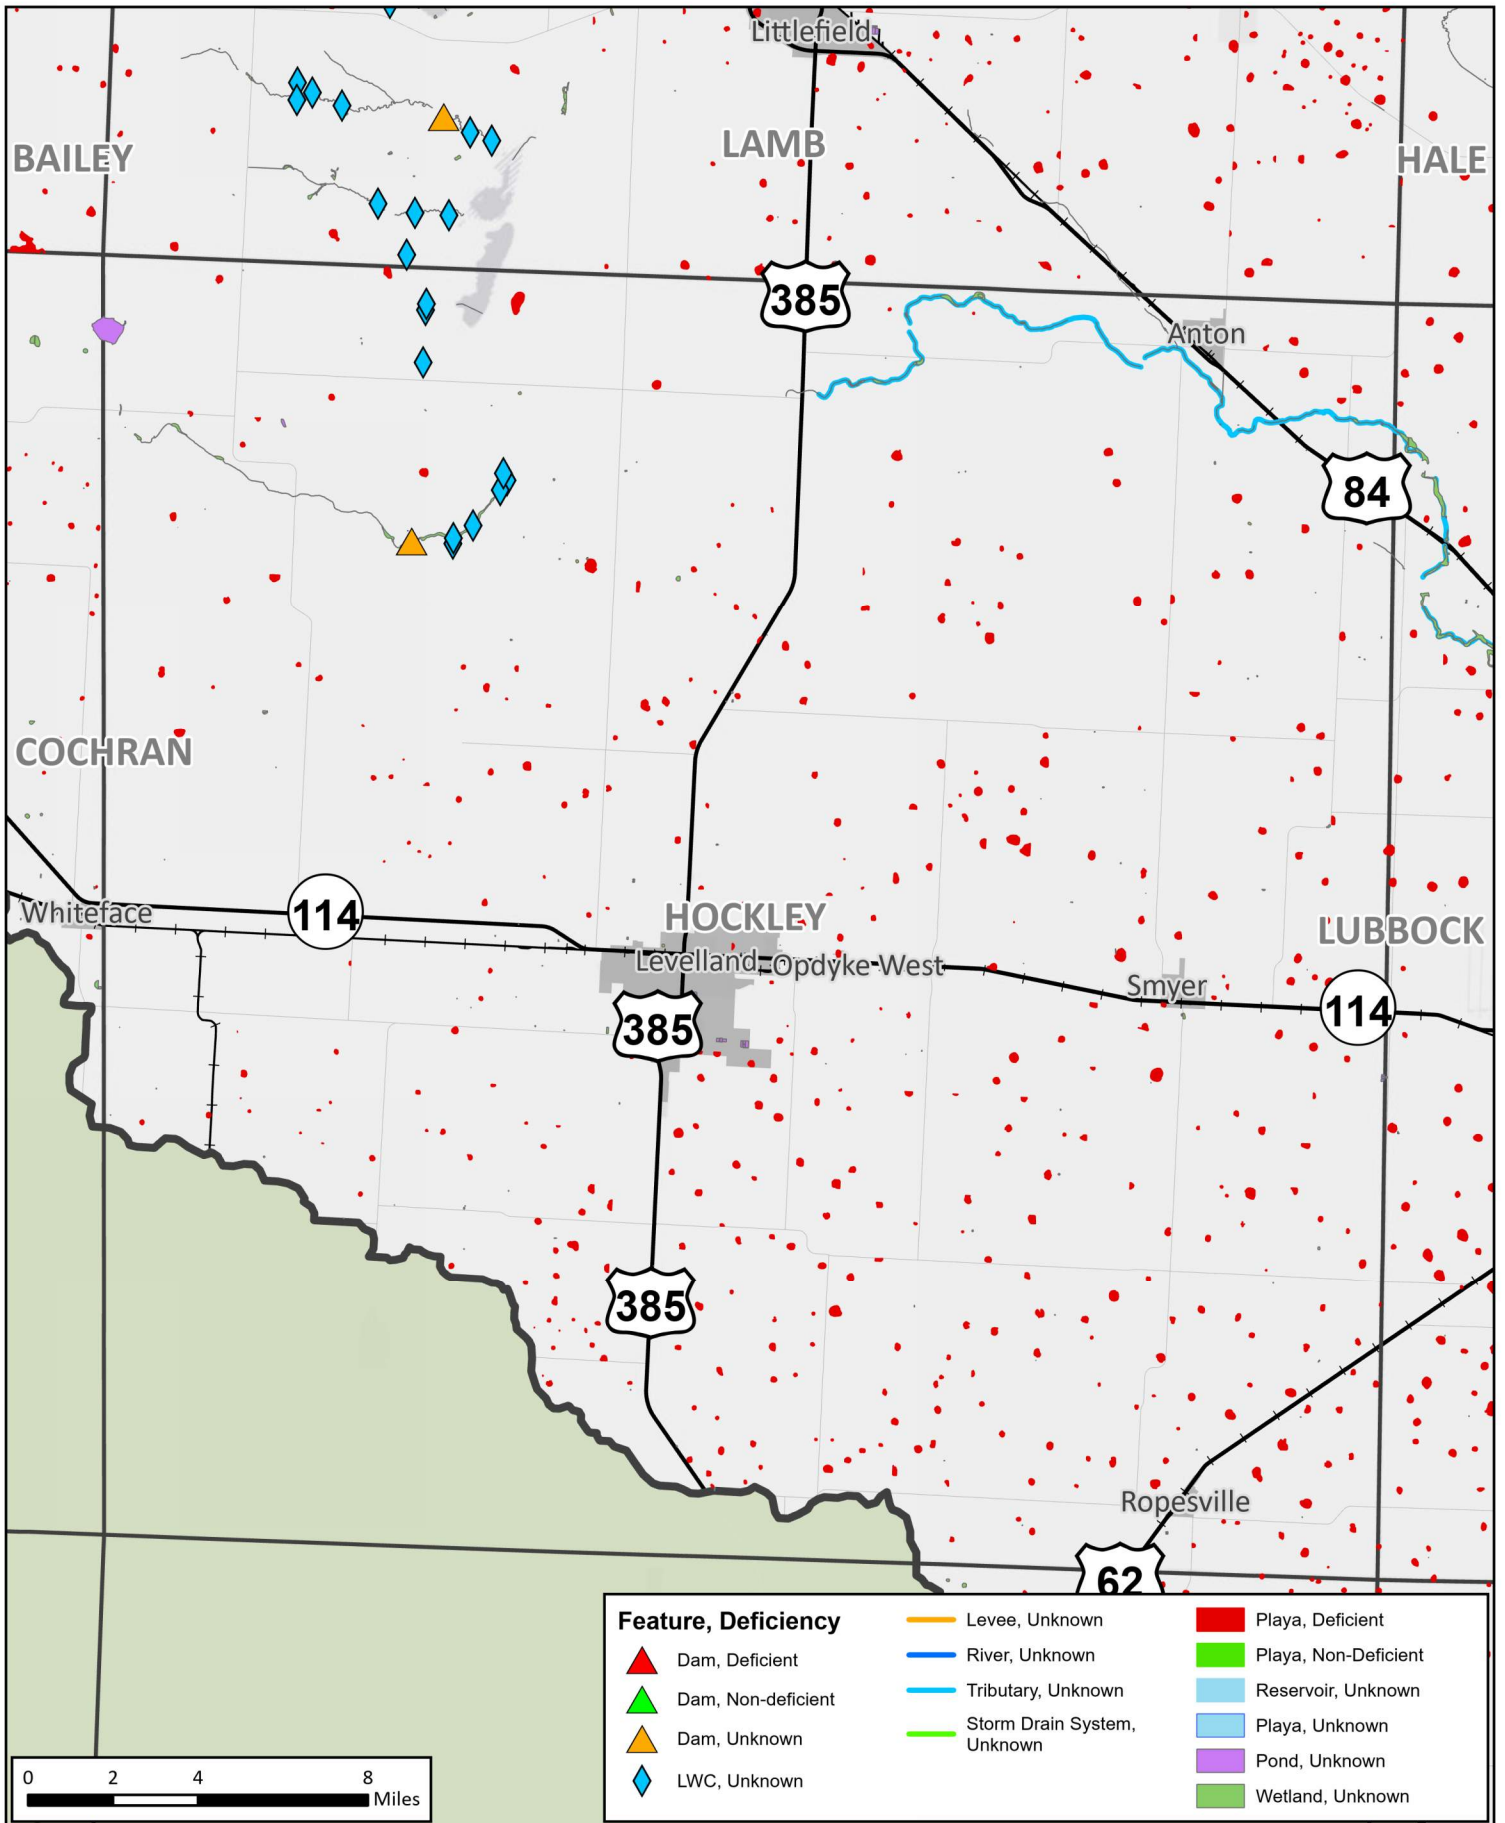 Littlefield
LAMB
BAILEY
HALE
385
Anton
84
COCHRAN
Whiteface
114
HOCKLEY
LUBBOCK
Levelland
Opdyke West
Smyer
114
385
385
Ropesville
62
Feature, Deficiency
Dam, Deficient
Dam, Non-deficient
Dam, Unknown
LWC, Unknown
Levee, Unknown
River, Unknown
Tributary, Unknown
Storm Drain System,
Unknown
Playa, Deficient
Playa, Non-Deficient
Reservoir, Unknown
Playa, Unknown
Pond, Unknown
Wetland, Unknown
0 2 4 8
Miles